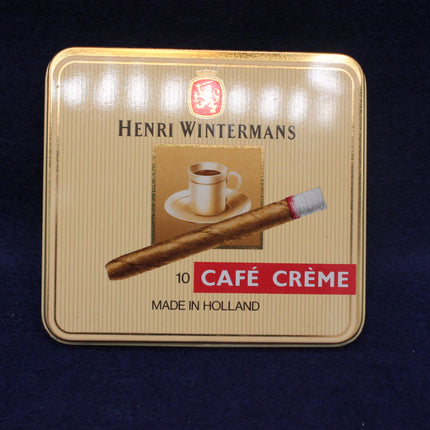 HENRI WINTERMANS
10 CAFÉ CRÈME
MADE IN HOLLAND